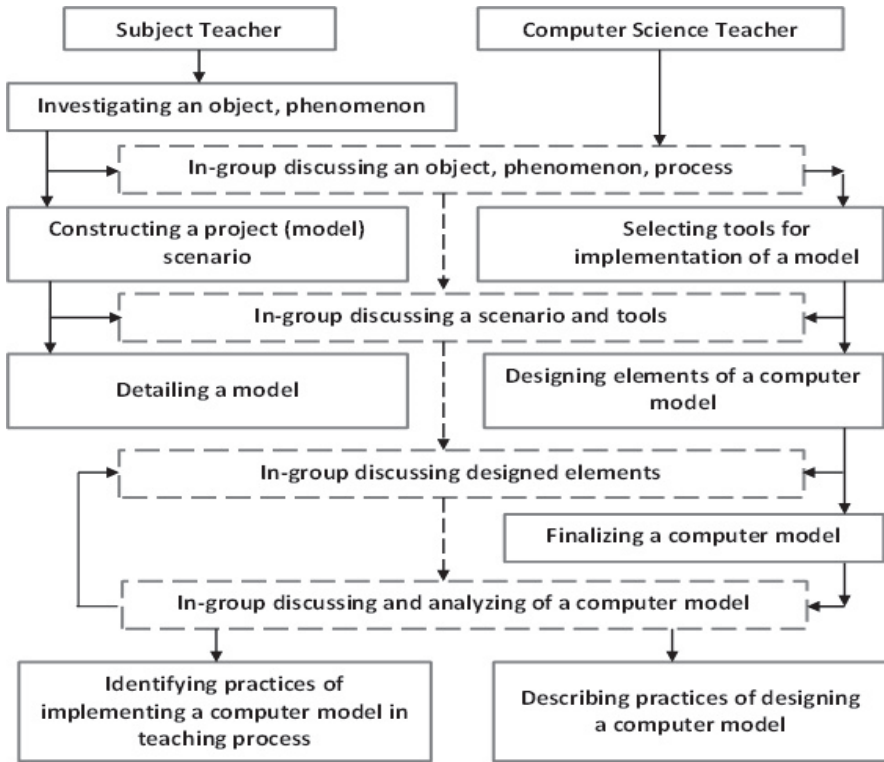 Subject Teacher
Computer Science Teacher
Investigating an object, phenomenon
In-group discussing an object, phenomenon, process
Constructing a project (model)
scenario
Selecting tools for
implementation of a model
In-group discussing a scenario and tools
Detailing a model
Designing elements of a computer
model
In-group discussing designed elements
Finalizing a computer model
In-group discussing and analyzing of a computer model
Identifying practices of
implementing a computer model in
teaching process
Describing practices of designing
a computer model